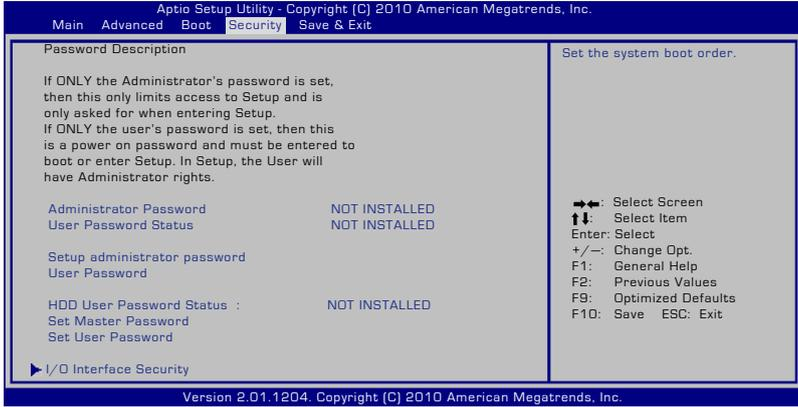 Aptio Setup Utility - Copyright (C) 2010 American Megatrends, Inc.
Main Advanced Boot Security Save & Exit
Password Description
If ONLY the Administrator's password is set,
then this only limits access to Setup and is
only asked for when entering Setup.
If ONLY the user's password is set, then this
is a power on password and must be entered to
boot or enter Setup. In Setup, the User will
have Administrator rights.
Administrator Password NOT INSTALLED
User Password Status NOT INSTALLED
Setup administrator password
User Password
HDD User Password Status : NOT INSTALLED
Set Master Password
Set User Password
I/O Interface Security
Set the system boot order.
→←: Select Screen
↑↓: Select Item
Enter: Select
+/—: Change Opt.
F1: General Help
F2: Previous Values
F9: Optimized Defaults
F10: Save ESC: Exit
Version 2.01.1204. Copyright (C) 2010 American Megatrends, Inc.